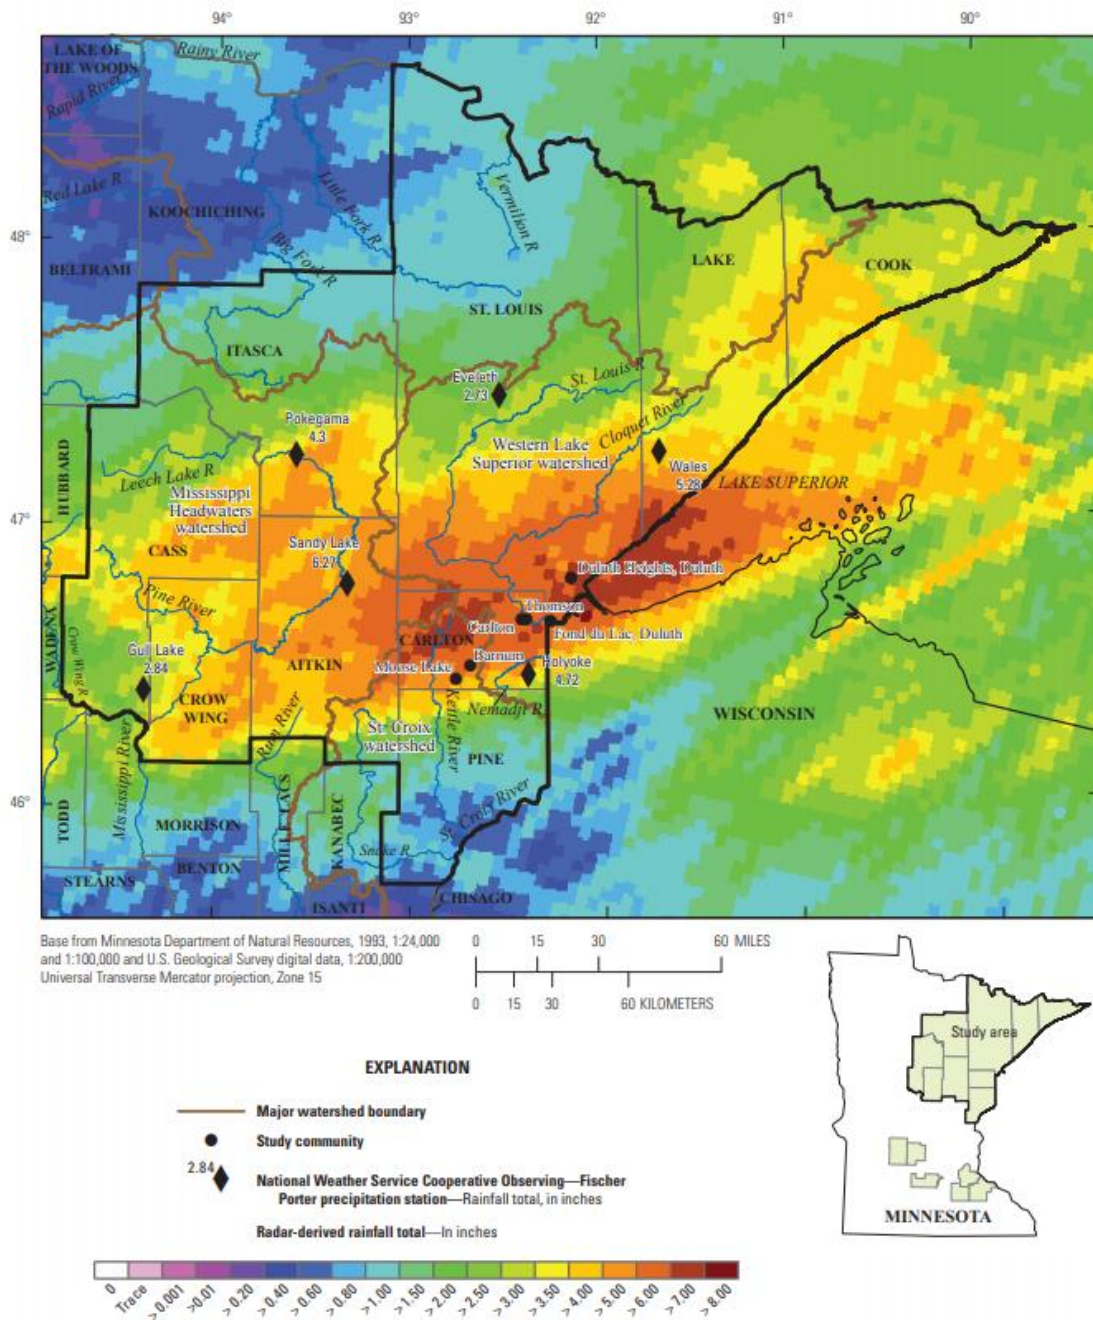 94°
93°
92°
91°
90°
LAKE OF
THE WOODS
Rainy River
Rapid River
Red Lake R
KOOCHICHING
Little Fork R
Vermilion R
48°
BELTRAMI
Big Fork R
LAKE
COOK
ST. LOUIS
ITASCA
Eveleth
2.73
St. Louis R
Pokegama
4.3
Cloquet River
HUBBARD
Leech Lake R
Western Lake
Superior watershed
Wales
5.28
LAKE SUPERIOR
Mississippi
Headwaters
watershed
47°
CASS
Sandy Lake
6.27
Duluth Heights, Duluth
Pine River
Thomson
Carlton
Fond du Lac, Duluth
WADENA
Crow Wing R
CARLTON
Gull Lake
2.84
AITKIN
Moose Lake
Barnum
Holyoke
4.72
CROW
WING
Rum River
Kettle River
Nemadji R
WISCONSIN
St. Croix
watershed
Mississippi River
PINE
46°
TODD
MORRISON
MILLE LACS
KANABEC
St. Croix River
Snake R
BENTON
STEARNS
ISANTI
CHISAGO
Base from Minnesota Department of Natural Resources, 1993, 1:24,000
and 1:100,000 and U.S. Geological Survey digital data, 1:200,000
Universal Transverse Mercator projection, Zone 15
0 15 30 60 MILES
0 15 30 60 KILOMETERS
Study area
MINNESOTA
EXPLANATION
Major watershed boundary
Study community
2.84
National Weather Service Cooperative Observing—Fischer
Porter precipitation station—Rainfall total, in inches
Radar-derived rainfall total—In inches
0
Trace
> 0.001
>0.01
> 0.20
> 0.40
> 0.60
> 0.80
>1.00
>1.50
> 2.00
> 2.50
> 3.00
> 3.50
> 4.00
> 5.00
> 6.00
> 7.00
> 8.00